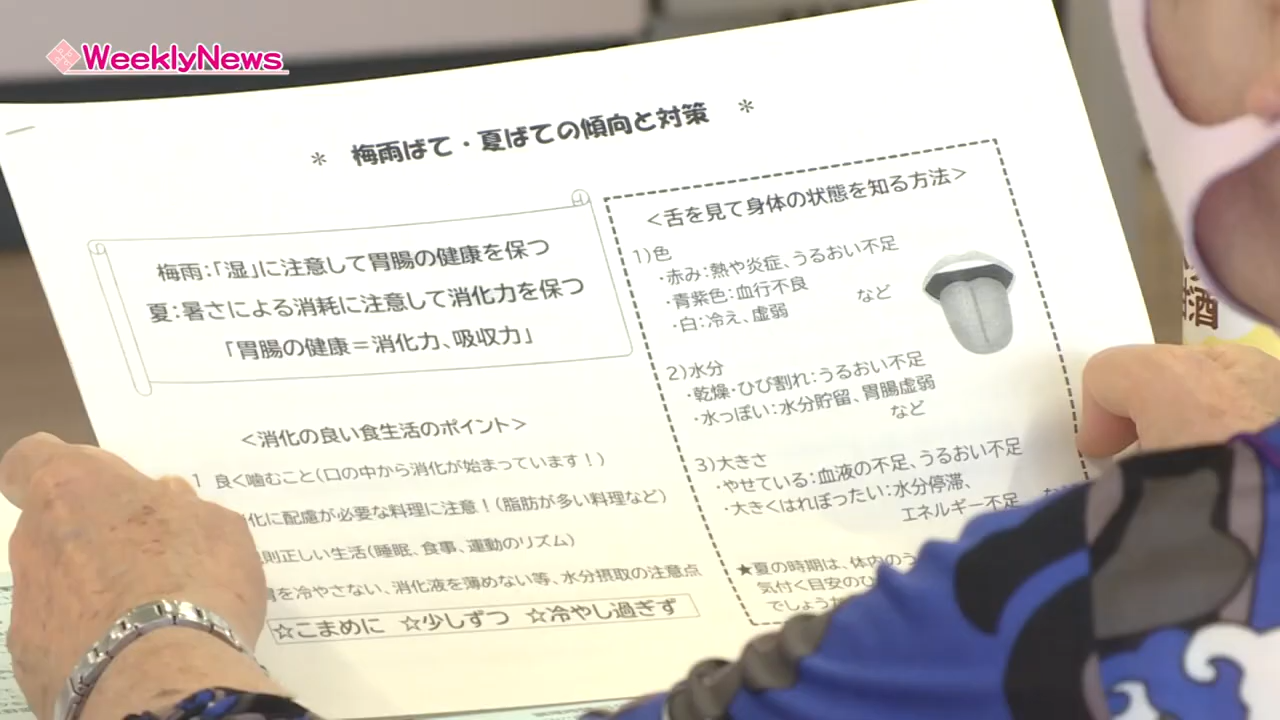 WeeklyNews
* 梅雨ばて・夏ばての傾向と対策 *
梅雨:「湿」に注意して胃腸の健康を保つ
夏:暑さによる消耗に注意して消化力を保つ
「胃腸の健康=消化力、吸収力」
<消化の良い食生活のポイント>
1 良く噛むこと(口の中から消化が始まっています!)
化に配慮が必要な料理に注意!(脂肪が多い料理など)
則正しい生活(睡眠、食事、運動のリズム)
を冷やさない、消化液を薄めない等、水分摂取の注意点
☆こまめに ☆少しずつ ☆冷やし過ぎず
<舌を見て身体の状態を知る方法>
1)色
・赤み:熱や炎症、うるおい不足
・青紫色:血行不良
・白:冷え、虚弱
など
2)水分
・乾燥・ひび割れ:うるおい不足
・水っぽい:水分貯留、胃腸虚弱
など
3)大きさ
・やせている:血液の不足、うるおい不足
・大きくはれぼったい:水分停滞、
エネルギー不足 など
★夏の時期は、体内のう
気付く目安のひ
でしょうか
酒